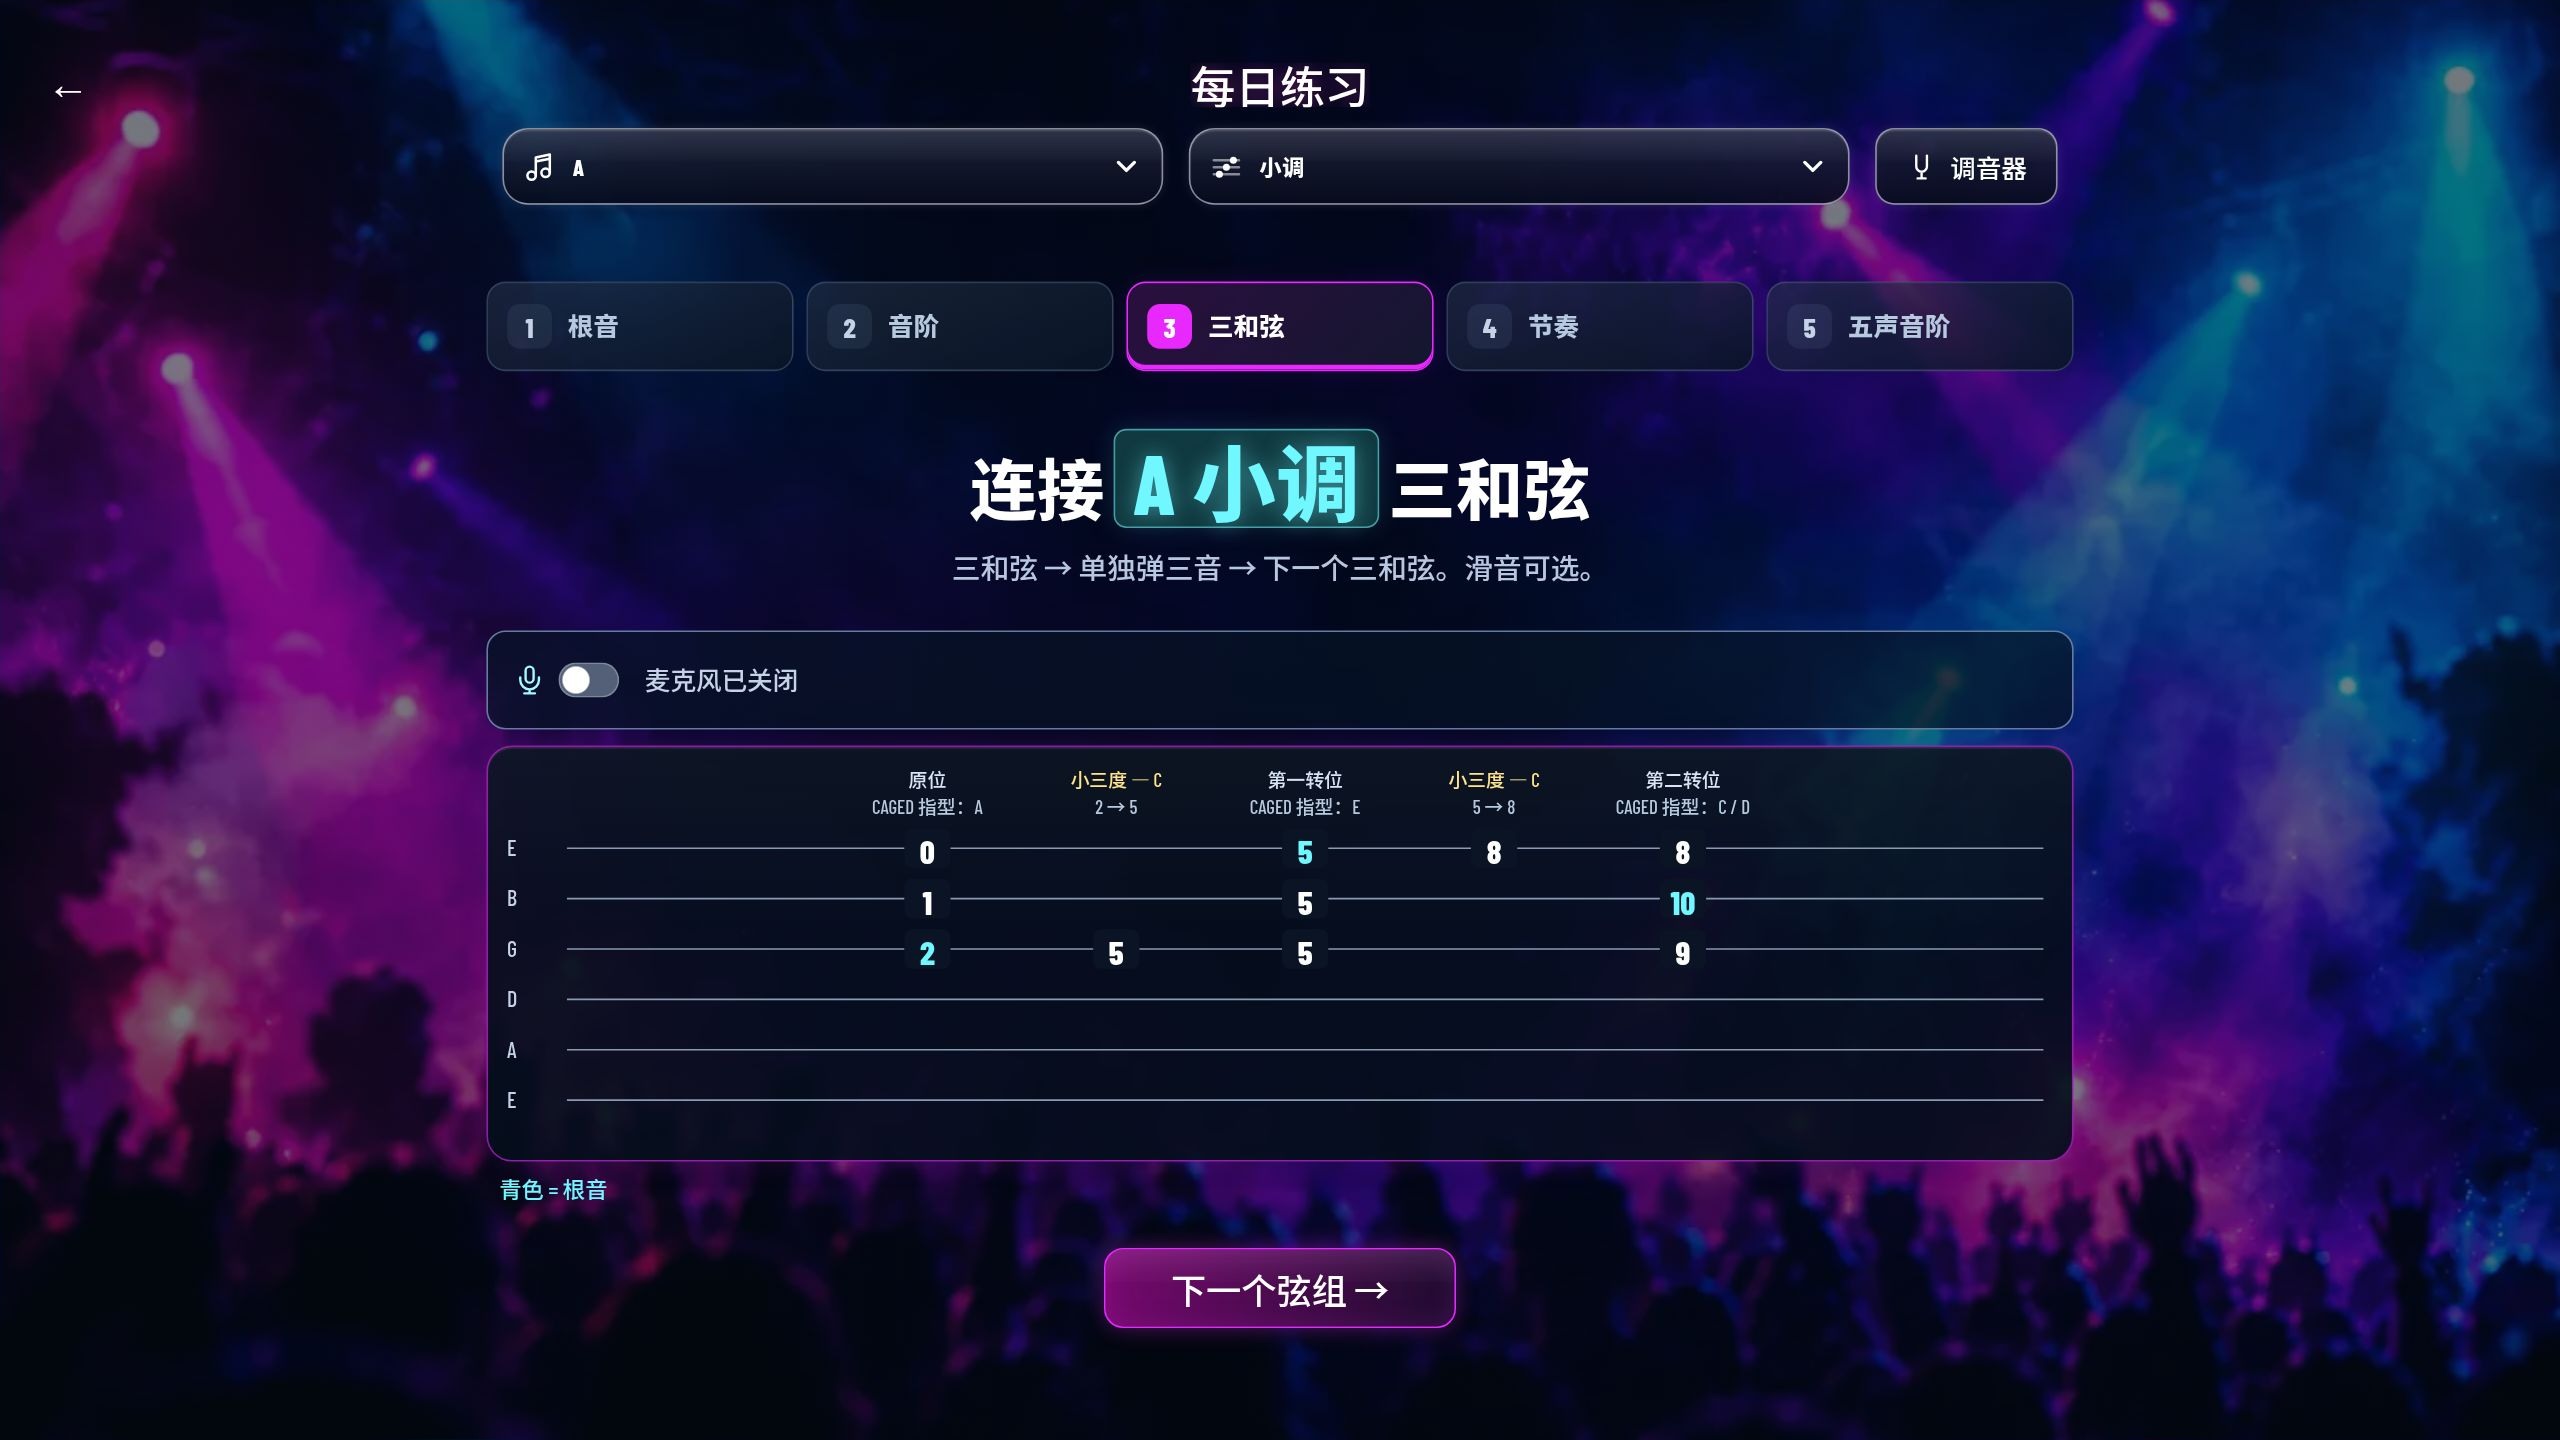 ←
每日练习
A
小调
调音器
1 根音
2 音阶
3 三和弦
4 节奏
5 五声音阶
连接 A 小调 三和弦
三和弦 → 单独弹三音 → 下一个三和弦。滑音可选。
麦克风已关闭
原位 小三度 — C 第一转位 小三度 — C 第二转位
CAGED 指型：A 2 → 5 CAGED 指型：E 5 → 8 CAGED 指型：C / D
E 0 5 8 8
B 1 5 10
G 2 5 5 9
D
A
E
青色 = 根音
下一个弦组 →